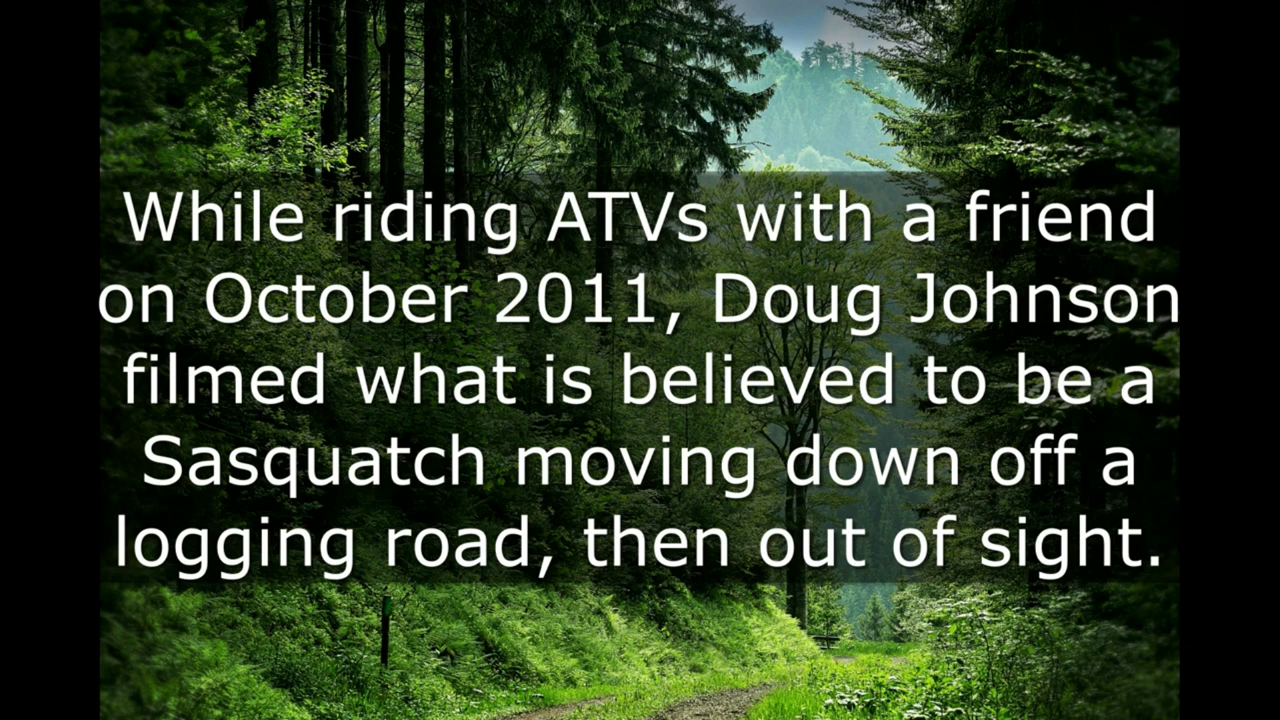 While riding ATVs with a friend
on October 2011, Doug Johnson
filmed what is believed to be a
Sasquatch moving down off a
logging road, then out of sight.